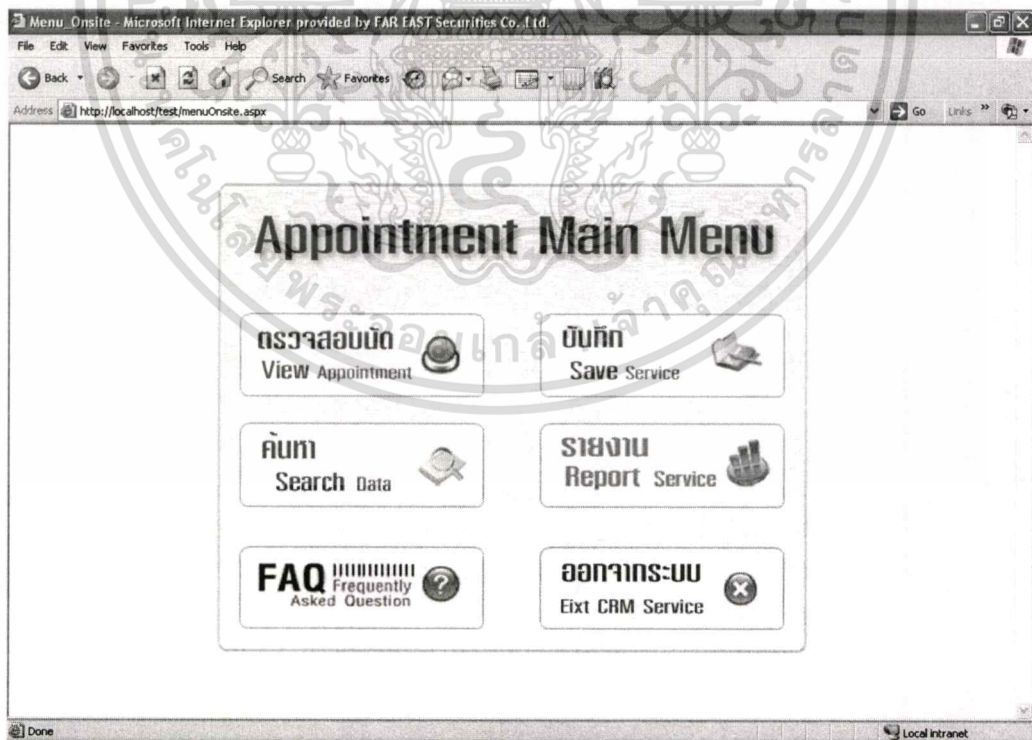 Menu_Onsite - Microsoft Internet Explorer provided by FAR EAST Securities Co.,Ltd.
File Edit View Favorites Tools Help
Back Search Favorites
Address http://localhost/test/menuOnsite.aspx Go Links »
Appointment Main Menu
ตรวจสอบนัด
View Appointment
บันทึก
Save Service
ค้นหา
Search Data
รายงาน
Report Service
FAQ Frequently
Asked Question
ออกจากระบบ
Eixt CRM Service
Done Local intranet